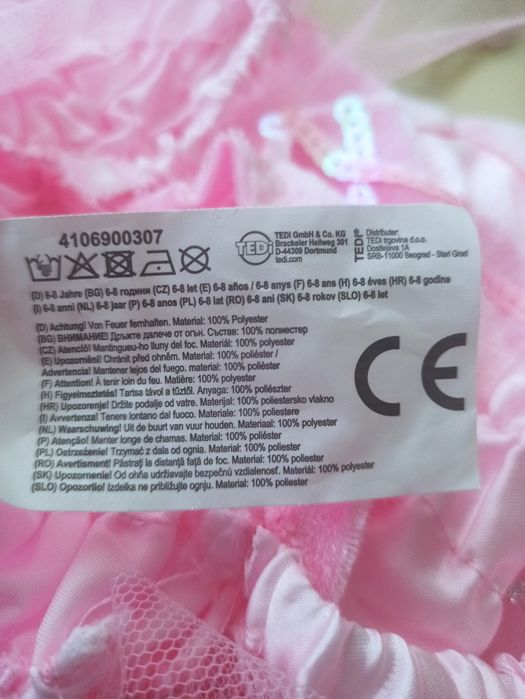 4106900307
TEDi
TEDi GmbH & Co. KG
Brackeler Hellweg 301
D-44309 Dortmund
tedi.com
TEDi
Distributer:
TEDi trgovina d.o.o.
Dositejeva 1A
SRB-11000 Beograd - Stari Grad
(D) 6-8 Jahre (BG) 6-8 години (CZ) 6-8 let (E) 6-8 años / 6-8 anys (F) 6-8 ans (H) 6-8 éves (HR) 6-8 godine
(I) 6-8 anni (NL) 6-8 jaar (P) 6-8 anos (PL) 6-8 lat (RO) 6-8 ani (SK) 6-8 rokov (SLO) 6-8 let
(D) Achtung! Von Feuer fernhalten. Material: 100% Polyester
(BG) ВНИМАНИЕ! Дръжте далече от огън. Състав: 100% полиестер
(CZ) Atenció! Mantingueu-ho lluny del foc. Material: 100% polièster
(E) Upozornění! Chránit před ohněm. Materiál: 100% poliéster /
Advertencia! Mantener lejos del fuego. material: 100% poliéster
(F) Attention! À tenir loin du feu. Matière: 100% polyester
(H) Figyelmeztetés! Tartsa távol a tűztől. Anyaga: 100% poliészter
(HR) Upozorenje! Držite podalje od vatre. Materijal: 100% poliestersko vlakno
(I) Avvertenza! Tenere lontano dal fuoco. Materiale: 100% poliestere
(NL) Waarschuwing! Uit de buurt van vuur houden. Materiaal: 100% polyester
(P) Atenção! Manter longe de chamas. Material: 100% poliéster
(PL) Ostrzeżenie! Trzymać z dala od ognia. Materiał: 100% poliester
(RO) Avertisment! Păstrați la distanță față de foc. Material: 100% poliester
(SK) Upozornenie! Od ohňa udržiavajte bezpečnú vzdialenosť. Materiál: 100% polyester
(SLO) Opozorilo! Izdelka ne približujte ognju. Material: 100% poliester
CE